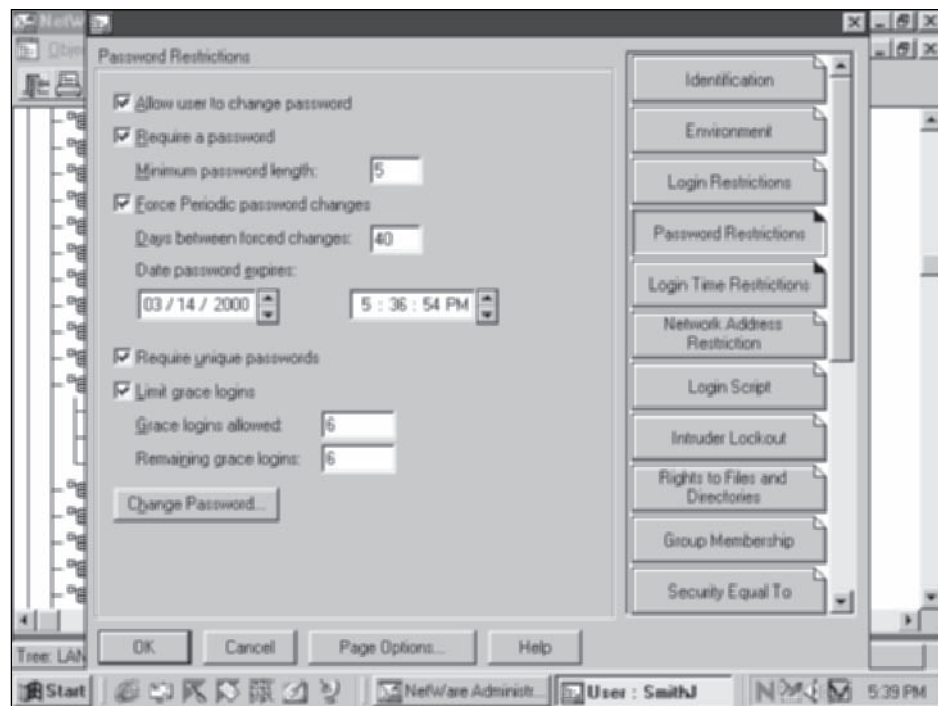 NetW
Obje
Password Restrictions
Allow user to change password
Require a password
Minimum password length: 5
Force Periodic password changes
Days between forced changes: 40
Date password expires:
03 / 14 / 2000 5 : 36 : 54 PM
Require unique passwords
Limit grace logins
Grace logins allowed: 6
Remaining grace logins: 6
Change Password...
Identification
Environment
Login Restrictions
Password Restrictions
Login Time Restrictions
Network Address
Restriction
Login Script
Intruder Lockout
Rights to Files and
Directories
Group Membership
Security Equal To
OK Cancel Page Options... Help
Tree: LAN
Start NetWare Administr... User : SmithJ 5:39 PM